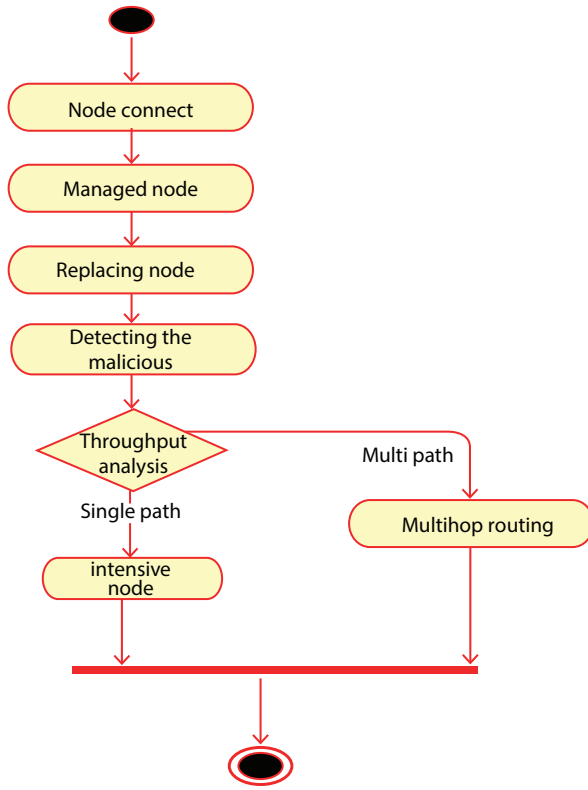 Node connect
Managed node
Replacing node
Detecting the
malicious
Throughput
analysis
Multi path
Single path
Multihop routing
intensive
node